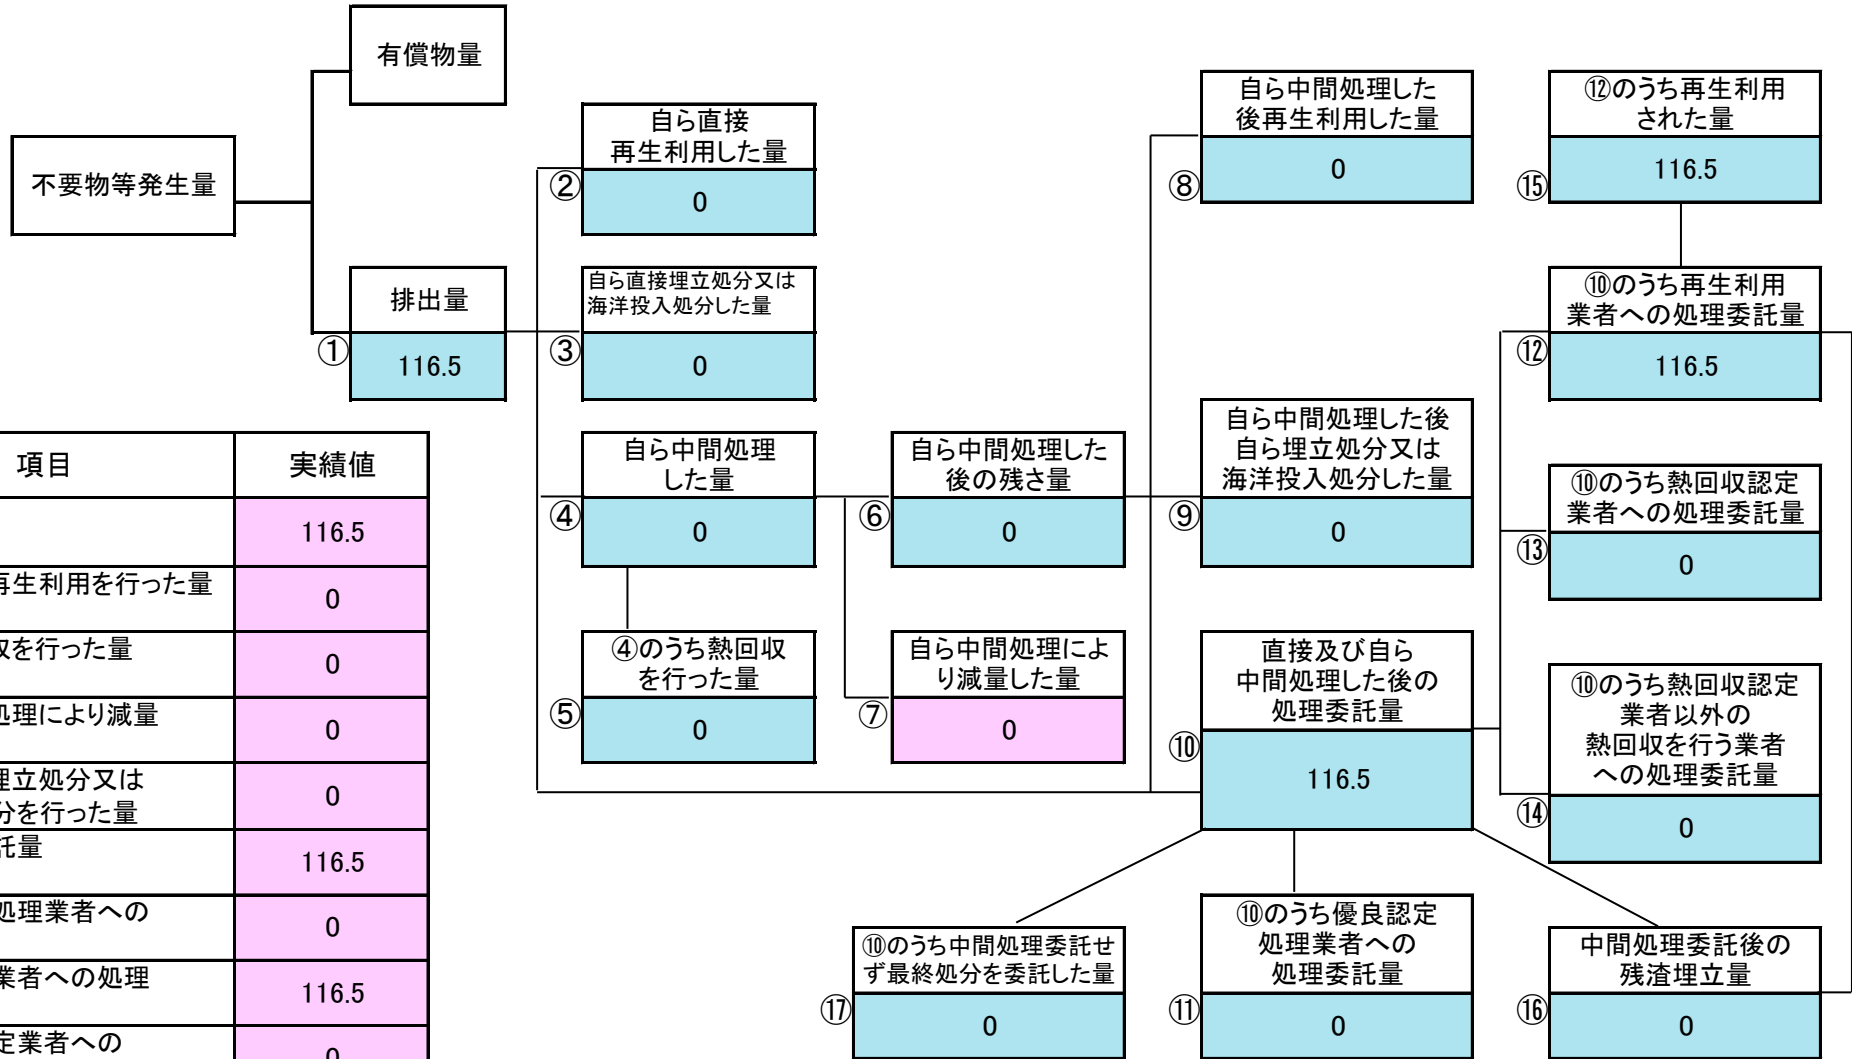 有償物量
不要物等発生量
排出量
①
116.5
自ら直接
再生利用した量
②
0
自ら直接埋立処分又は
海洋投入処分した量
③
0
自ら中間処理
した量
④
0
④のうち熱回収
を行った量
⑤
0
自ら中間処理した
後の残さ量
⑥
0
自ら中間処理によ
り減量した量
⑦
0
自ら中間処理した
後再生利用した量
⑧
0
自ら中間処理した後
自ら埋立処分又は
海洋投入処分した量
⑨
0
直接及び自ら
中間処理した後の
処理委託量
⑩
116.5
⑩のうち優良認定
処理業者への
処理委託量
⑪
0
⑫のうち再生利用
された量
⑮
116.5
⑩のうち再生利用
業者への処理委託量
⑫
116.5
⑩のうち熱回収認定
業者への処理委託量
⑬
0
⑩のうち熱回収認定
業者以外の
熱回収を行う業者
への処理委託量
⑭
0
中間処理委託後の
残渣埋立量
⑯
0
⑩のうち中間処理委託せ
ず最終処分を委託した量
⑰
0
項目 実績値
116.5
再生利用を行った量 0
を行った量 0
処理により減量 0
埋立処分又は
分を行った量 0
託量 116.5
処理業者への 0
業者への処理 116.5
定業者への 0